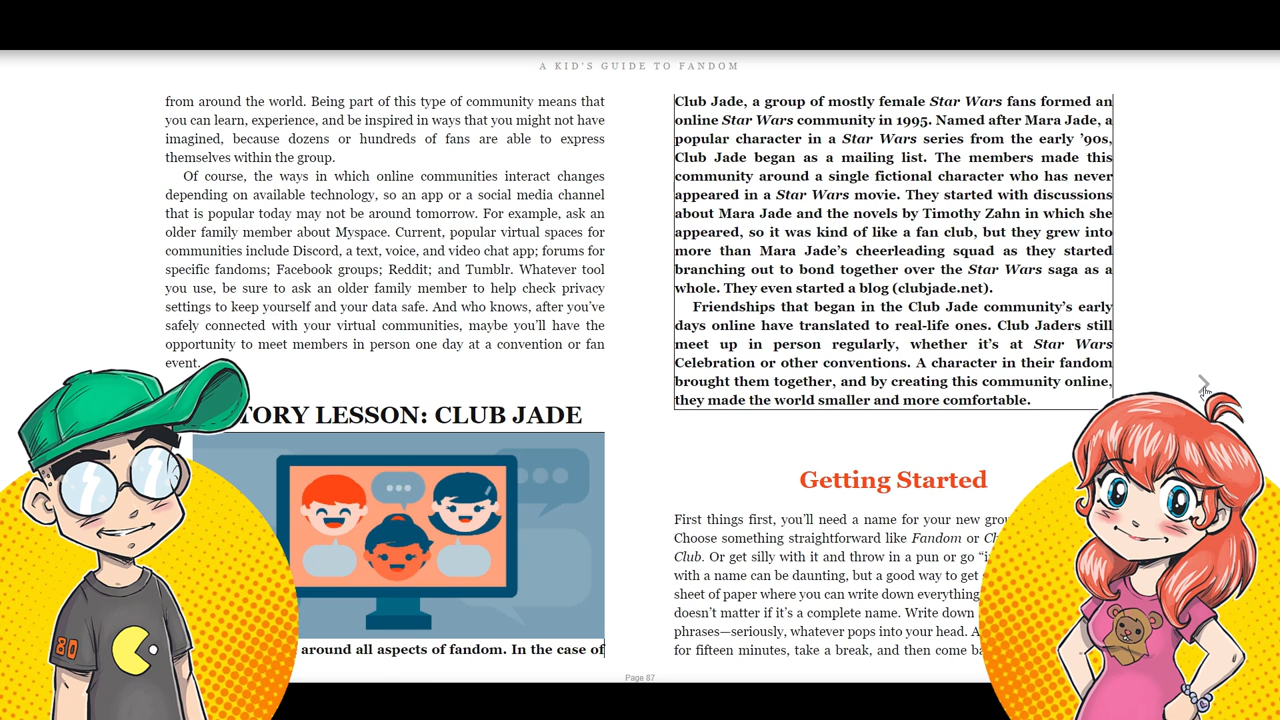 A KID'S GUIDE TO FANDOM
from around the world. Being part of this type of community means that
you can learn, experience, and be inspired in ways that you might not have
imagined, because dozens or hundreds of fans are able to express
themselves within the group.
Of course, the ways in which online communities interact changes
depending on available technology, so an app or a social media channel
that is popular today may not be around tomorrow. For example, ask an
older family member about Myspace. Current, popular virtual spaces for
communities include Discord, a text, voice, and video chat app; forums for
specific fandoms; Facebook groups; Reddit; and Tumblr. Whatever tool
you use, be sure to ask an older family member to help check privacy
settings to keep yourself and your data safe. And who knows, after you've
safely connected with your virtual communities, maybe you'll have the
opportunity to meet members in person one day at a convention or fan
event.
TORY LESSON: CLUB JADE
around all aspects of fandom. In the case of
Club Jade, a group of mostly female Star Wars fans formed an
online Star Wars community in 1995. Named after Mara Jade, a
popular character in a Star Wars series from the early '90s,
Club Jade began as a mailing list. The members made this
community around a single fictional character who has never
appeared in a Star Wars movie. They started with discussions
about Mara Jade and the novels by Timothy Zahn in which she
appeared, so it was kind of like a fan club, but they grew into
more than Mara Jade's cheerleading squad as they started
branching out to bond together over the Star Wars saga as a
whole. They even started a blog (clubjade.net).
Friendships that began in the Club Jade community's early
days online have translated to real-life ones. Club Jaders still
meet up in person regularly, whether it's at Star Wars
Celebration or other conventions. A character in their fandom
brought them together, and by creating this community online,
they made the world smaller and more comfortable.
Getting Started
First things first, you'll need a name for your new
Choose something straightforward like Fandom or
Club. Or get silly with it and throw in a pun or go
with a name can be daunting, but a good way to get
sheet of paper where you can write down everything
doesn't matter if it's a complete name. Write down
phrases—seriously, whatever pops into your head.
for fifteen minutes, take a break, and then come
Page 87
80